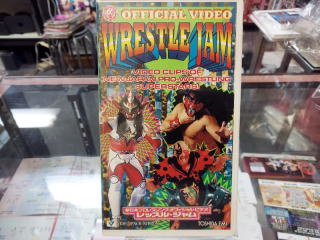 OFFICIAL VIDEO
WRESTLE JAM
VIDEO CLIPS OF
NEW JAPAN PRO-WRESTLING
SUPERSTARS!
レッスル・ジャム
TOSHIBA EMI